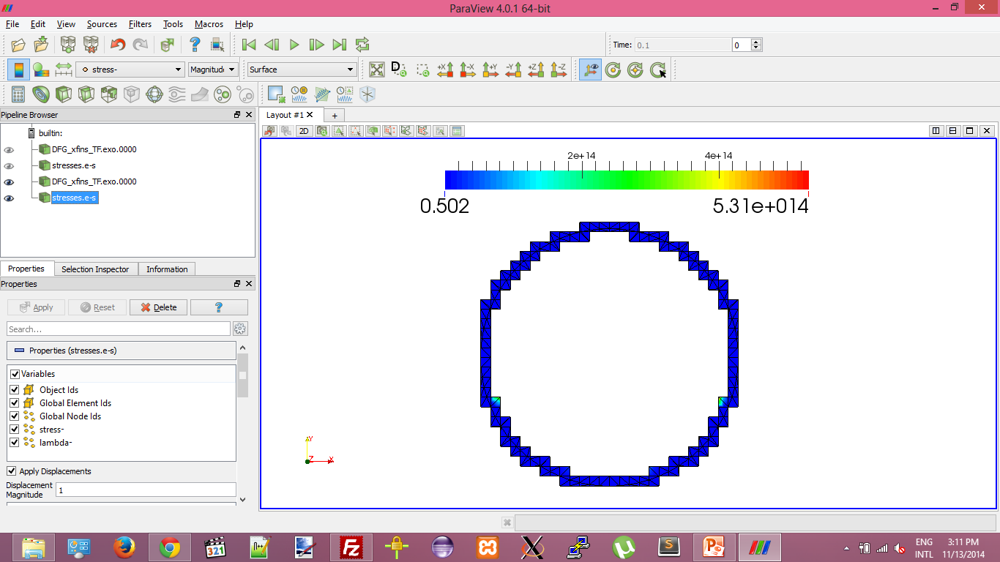 ParaView 4.0.1 64-bit
File Edit View Sources Filters Tools Macros Help
Time: 0.1 0
stress- Magnitude Surface
+X -X +Y -Y +Z -Z
Pipeline Browser
Layout #1
+
2D
builtin:
DFG_xfins_TF.exo.0000
stresses.e-s
DFG_xfins_TF.exo.0000
stresses.e-s
2e+14 4e+14
0.502 5.31e+014
Properties Selection Inspector Information
Properties
Apply Reset Delete ?
Search...
Properties (stresses.e-s)
Variables
Object Ids
Global Element Ids
Global Node Ids
stress-
lambda-
Apply Displacements
Displacement
Magnitude
1
Y
Z X
321
N++
Fz
S
P
ENG
INTL
3:11 PM
11/13/2014